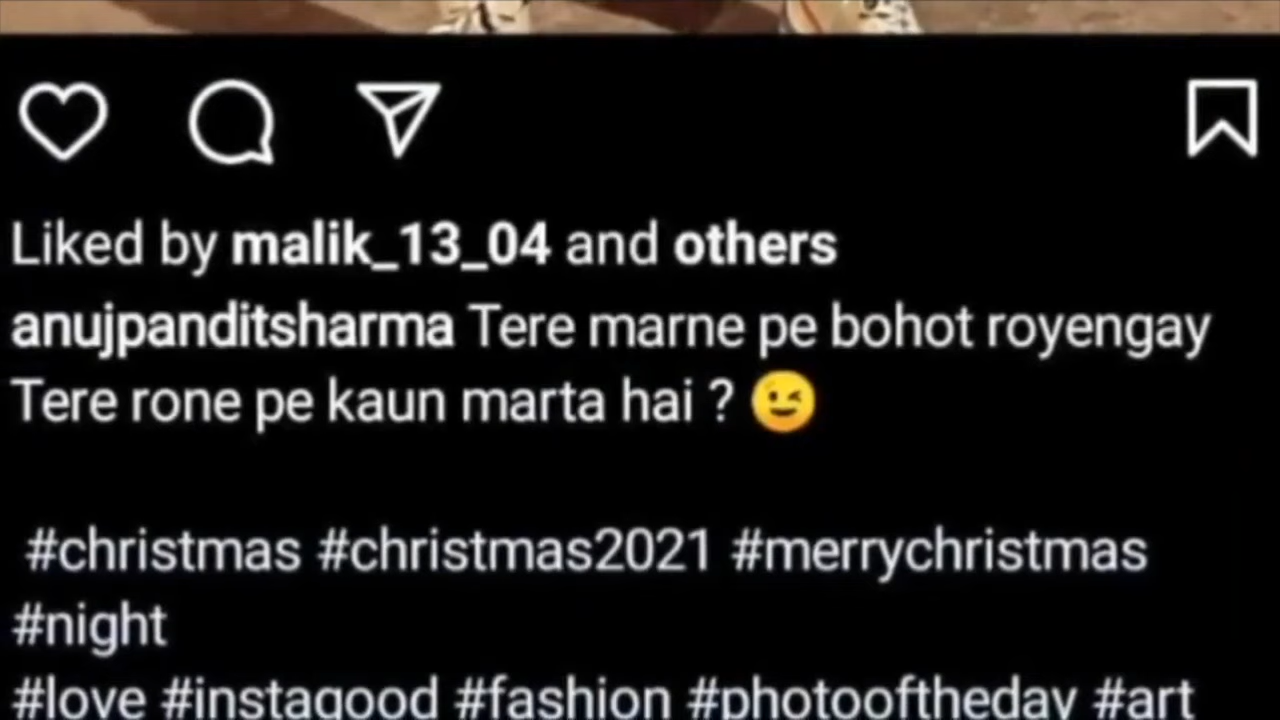 Liked by malik_13_04 and others
anujpanditsharma Tere marne pe bohot royengay
Tere rone pe kaun marta hai ? 😉
#christmas #christmas2021 #merrychristmas
#night
#love #instagood #fashion #photooftheday #art